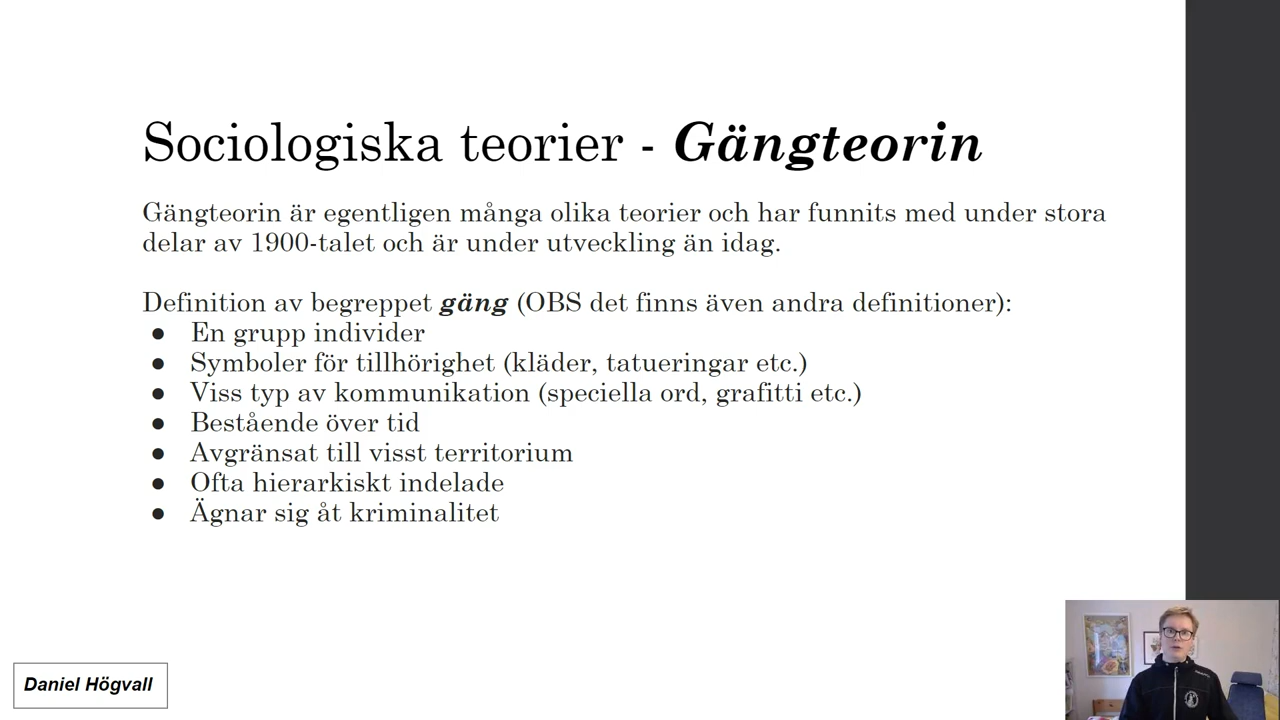 Sociologiska teorier - Gängteorin
Gängteorin är egentligen många olika teorier och har funnits med under stora
delar av 1900-talet och är under utveckling än idag.
Definition av begreppet gäng (OBS det finns även andra definitioner):
● En grupp individer
● Symboler för tillhörighet (kläder, tatueringar etc.)
● Viss typ av kommunikation (speciella ord, grafitti etc.)
● Bestående över tid
● Avgränsat till visst territorium
● Ofta hierarkiskt indelade
● Ägnar sig åt kriminalitet
Daniel Högvall